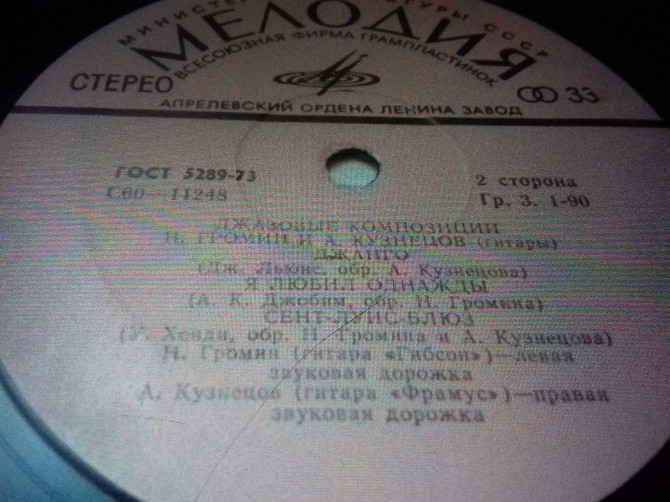 МЕЛОДИЯ
ВСЕСОЮЗНАЯ ФИРМА ГРАМПЛАСТИНОК
СТЕРЕО
33
АПРЕЛЕВСКИЙ ОРДЕНА ЛЕНИНА ЗАВОД
ГОСТ 5289-73
С60—11248
2 сторона
Гр. 3. 1-90
ДЖАЗОВЫЕ КОМПОЗИЦИИ
Н. ГРОМИН И А. КУЗНЕЦОВ (гитары)
ДЖАНГО
(Дж. Льюис, обр. А. Кузнецова)
Я ЛЮБИЛ ОДНАЖДЫ
(А. К. Джобим, обр. Н. Громина)
СЕНТ-ЛУИС-БЛЮЗ
(У. Хенди, обр. Н. Громина и А. Кузнецова)
Н. Громин (гитара «Гибсон»)—левая
звуковая дорожка
А. Кузнецов (гитара «Фрамус»)—правая
звуковая дорожка